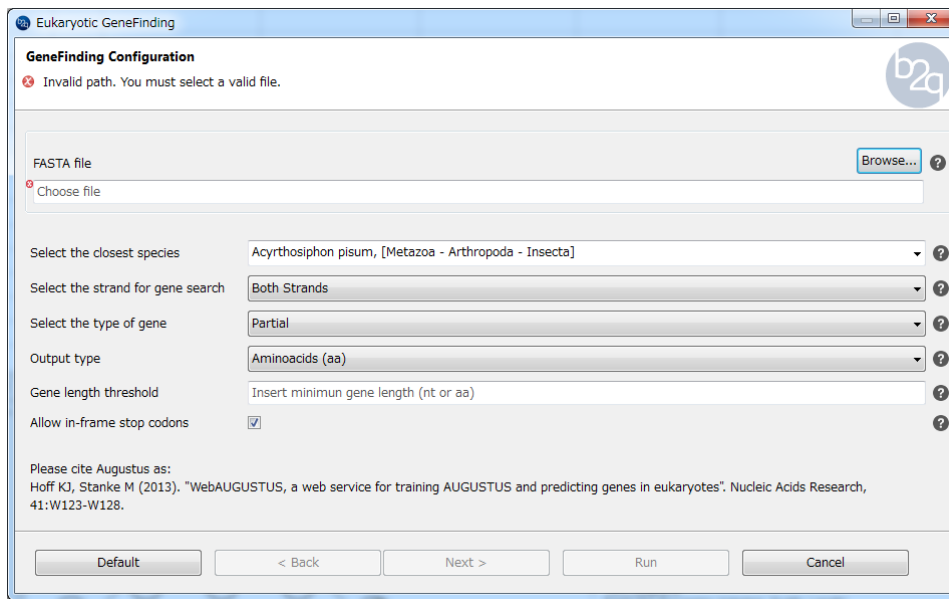 Eukaryotic GeneFinding
GeneFinding Configuration
Invalid path. You must select a valid file.
b2g
FASTA file
Browse...
Choose file
Select the closest species
Acyrthosiphon pisum, [Metazoa - Arthropoda - Insecta]
Select the strand for gene search
Both Strands
Select the type of gene
Partial
Output type
Aminoacids (aa)
Gene length threshold
Insert minimun gene length (nt or aa)
Allow in-frame stop codons
Please cite Augustus as:
Hoff KJ, Stanke M (2013). "WebAUGUSTUS, a web service for training AUGUSTUS and predicting genes in eukaryotes". Nucleic Acids Research,
41:W123-W128.
Default
< Back
Next >
Run
Cancel